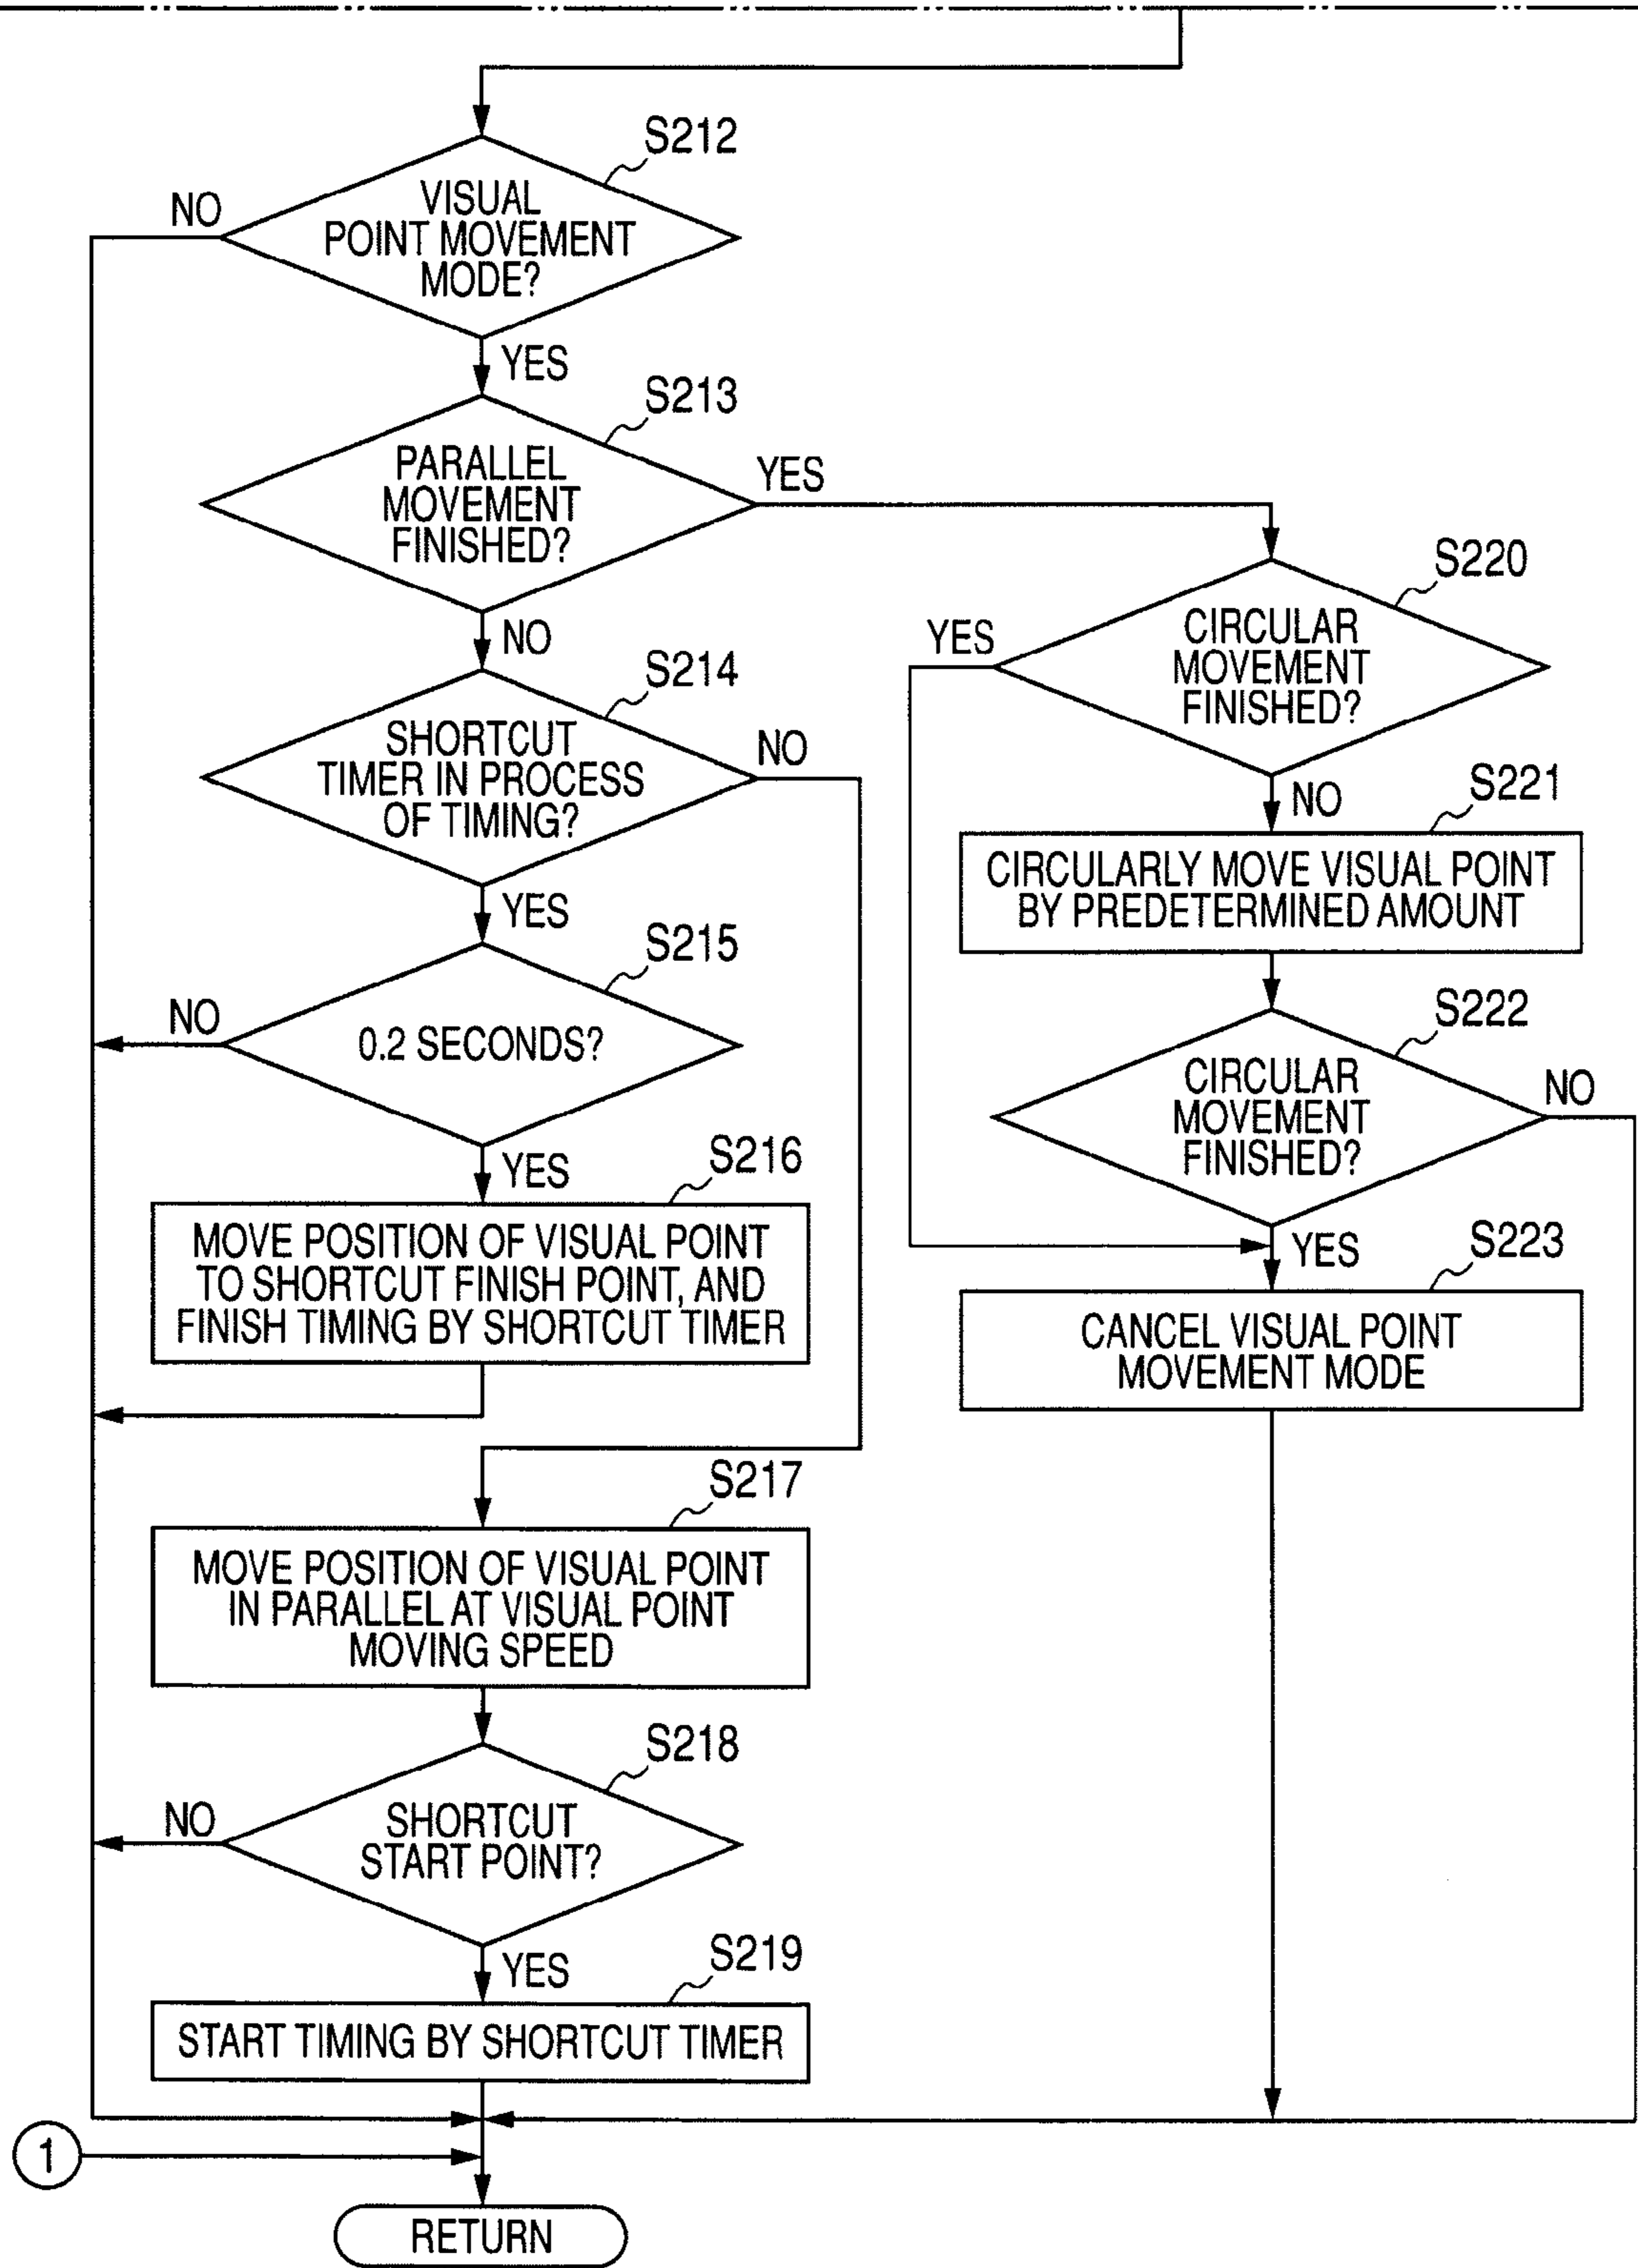 S212
VISUAL
POINT MOVEMENT
MODE?
NO
YES
S213
PARALLEL
MOVEMENT
FINISHED?
YES
NO
S214
SHORTCUT
TIMER IN PROCESS
OF TIMING?
NO
YES
S215
0.2 SECONDS?
NO
YES
S216
MOVE POSITION OF VISUAL POINT
TO SHORTCUT FINISH POINT, AND
FINISH TIMING BY SHORTCUT TIMER
S217
MOVE POSITION OF VISUAL POINT
IN PARALLEL AT VISUAL POINT
MOVING SPEED
S218
SHORTCUT
START POINT?
NO
YES
S219
START TIMING BY SHORTCUT TIMER
S220
CIRCULAR
MOVEMENT
FINISHED?
YES
NO
S221
CIRCULARLY MOVE VISUAL POINT
BY PREDETERMINED AMOUNT
S222
CIRCULAR
MOVEMENT
FINISHED?
NO
YES
S223
CANCEL VISUAL POINT
MOVEMENT MODE
1
RETURN